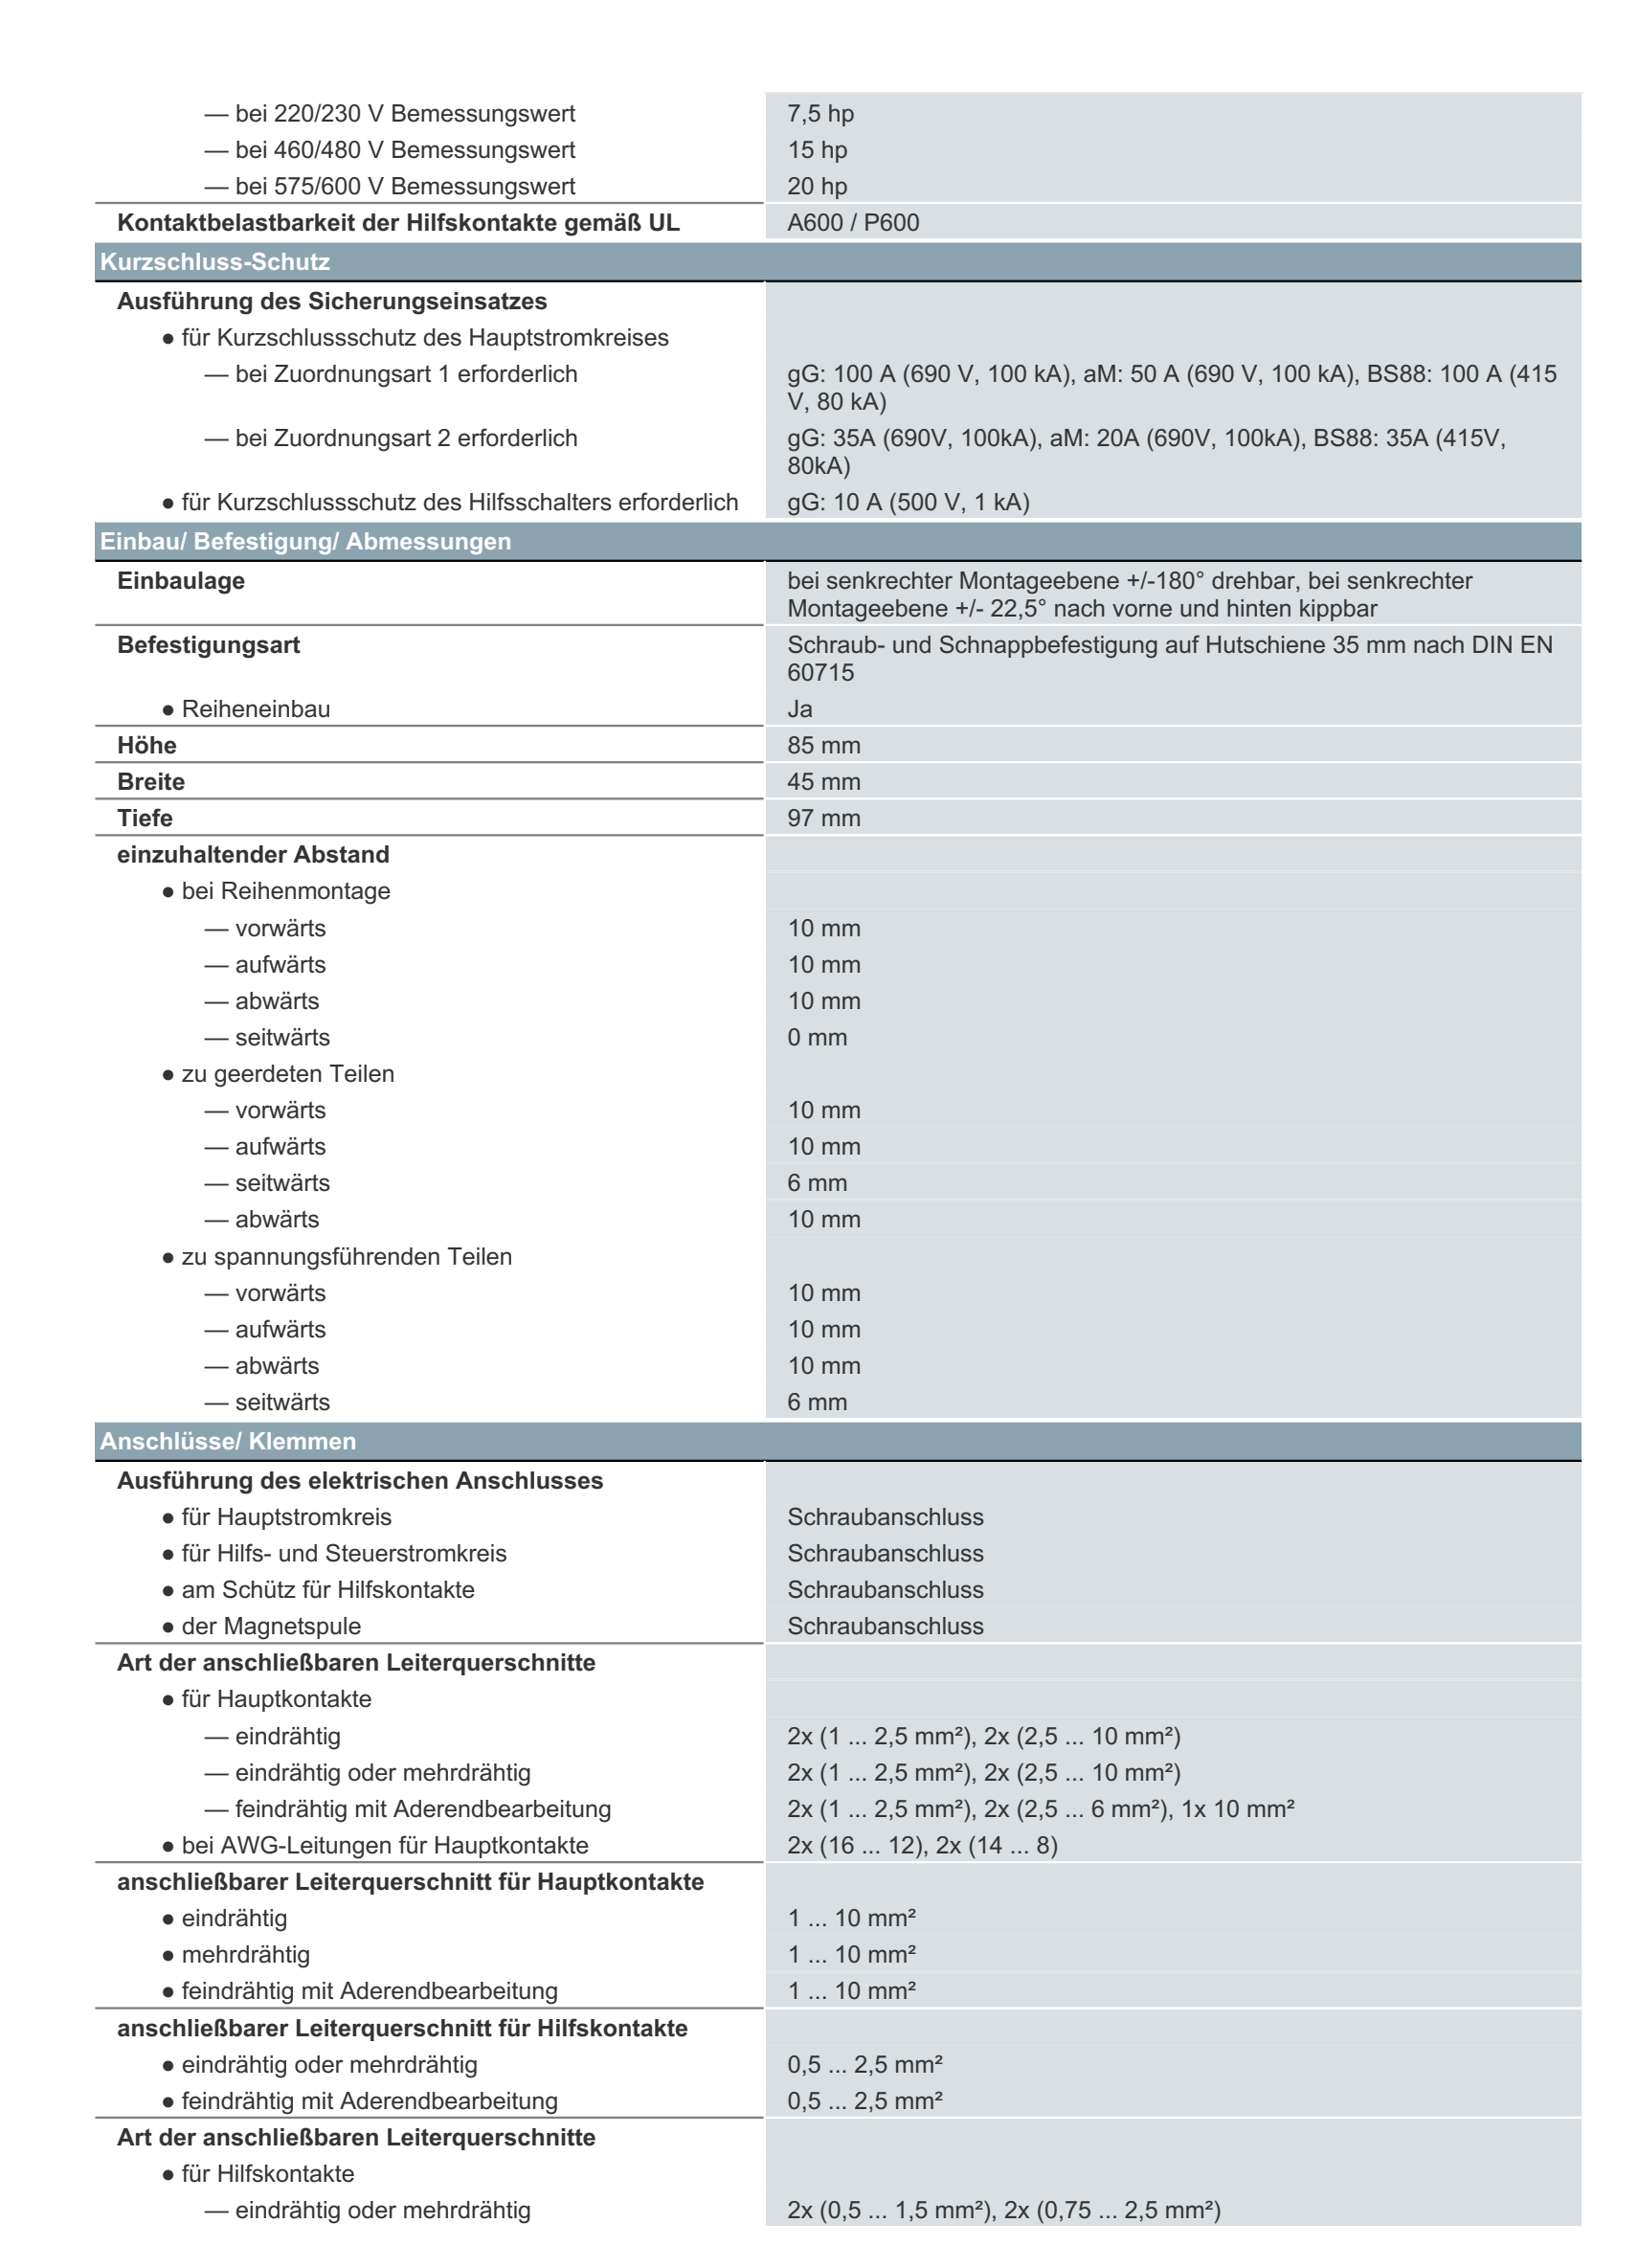 — bei 220/230 V Bemessungswert 7,5 hp
— bei 460/480 V Bemessungswert 15 hp
— bei 575/600 V Bemessungswert 20 hp
Kontaktbelastbarkeit der Hilfskontakte gemäß UL A600 / P600
Kurzschluss-Schutz
Ausführung des Sicherungseinsatzes
● für Kurzschlussschutz des Hauptstromkreises
— bei Zuordnungsart 1 erforderlich gG: 100 A (690 V, 100 kA), aM: 50 A (690 V, 100 kA), BS88: 100 A (415
V, 80 kA)
— bei Zuordnungsart 2 erforderlich gG: 35A (690V, 100kA), aM: 20A (690V, 100kA), BS88: 35A (415V,
80kA)
● für Kurzschlussschutz des Hilfsschalters erforderlich gG: 10 A (500 V, 1 kA)
Einbau/ Befestigung/ Abmessungen
Einbaulage bei senkrechter Montageebene +/-180° drehbar, bei senkrechter
Montageebene +/- 22,5° nach vorne und hinten kippbar
Befestigungsart Schraub- und Schnappbefestigung auf Hutschiene 35 mm nach DIN EN
60715
● Reiheneinbau Ja
Höhe 85 mm
Breite 45 mm
Tiefe 97 mm
einzuhaltender Abstand
● bei Reihenmontage
— vorwärts 10 mm
— aufwärts 10 mm
— abwärts 10 mm
— seitwärts 0 mm
● zu geerdeten Teilen
— vorwärts 10 mm
— aufwärts 10 mm
— seitwärts 6 mm
— abwärts 10 mm
● zu spannungsführenden Teilen
— vorwärts 10 mm
— aufwärts 10 mm
— abwärts 10 mm
— seitwärts 6 mm
Anschlüsse/ Klemmen
Ausführung des elektrischen Anschlusses
● für Hauptstromkreis Schraubanschluss
● für Hilfs- und Steuerstromkreis Schraubanschluss
● am Schütz für Hilfskontakte Schraubanschluss
● der Magnetspule Schraubanschluss
Art der anschließbaren Leiterquerschnitte
● für Hauptkontakte
— eindrähtig 2x (1 ... 2,5 mm²), 2x (2,5 ... 10 mm²)
— eindrähtig oder mehrdrähtig 2x (1 ... 2,5 mm²), 2x (2,5 ... 10 mm²)
— feindrähtig mit Aderendbearbeitung 2x (1 ... 2,5 mm²), 2x (2,5 ... 6 mm²), 1x 10 mm²
● bei AWG-Leitungen für Hauptkontakte 2x (16 ... 12), 2x (14 ... 8)
anschließbarer Leiterquerschnitt für Hauptkontakte
● eindrähtig 1 ... 10 mm²
● mehrdrähtig 1 ... 10 mm²
● feindrähtig mit Aderendbearbeitung 1 ... 10 mm²
anschließbarer Leiterquerschnitt für Hilfskontakte
● eindrähtig oder mehrdrähtig 0,5 ... 2,5 mm²
● feindrähtig mit Aderendbearbeitung 0,5 ... 2,5 mm²
Art der anschließbaren Leiterquerschnitte
● für Hilfskontakte
— eindrähtig oder mehrdrähtig 2x (0,5 ... 1,5 mm²), 2x (0,75 ... 2,5 mm²)